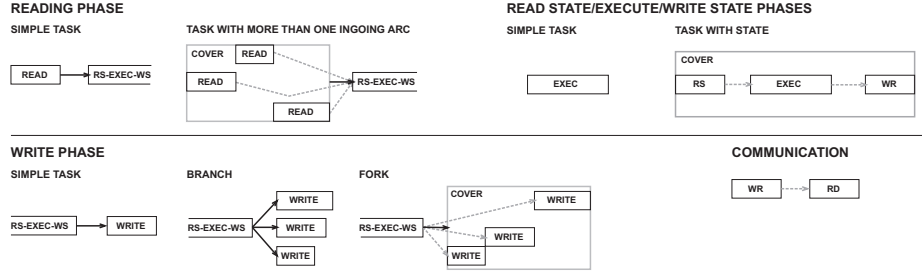 READING PHASE
SIMPLE TASK
READ
RS-EXEC-WS
TASK WITH MORE THAN ONE INGOING ARC
COVER
READ
READ
READ
RS-EXEC-WS
READ STATE/EXECUTE/WRITE STATE PHASES
SIMPLE TASK
EXEC
TASK WITH STATE
COVER
RS
EXEC
WR
WRITE PHASE
SIMPLE TASK
RS-EXEC-WS
WRITE
BRANCH
RS-EXEC-WS
WRITE
WRITE
WRITE
FORK
RS-EXEC-WS
COVER
WRITE
WRITE
WRITE
COMMUNICATION
WR
RD